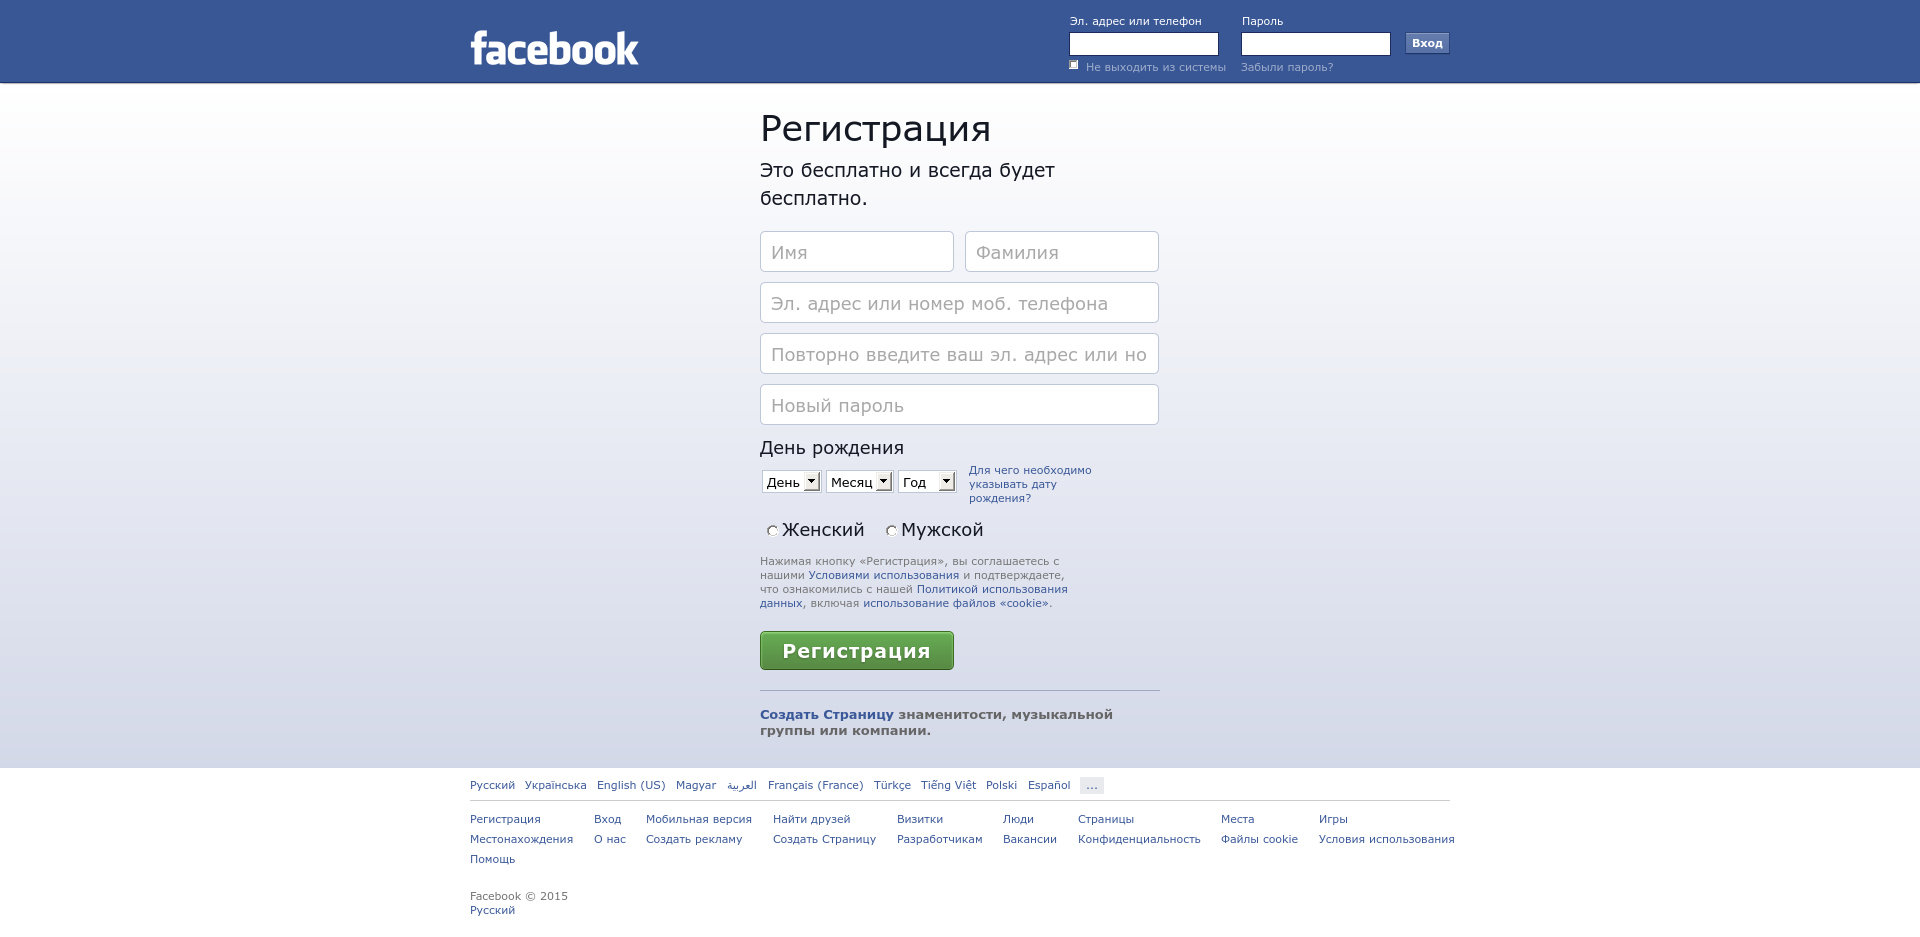 facebook
Эл. адрес или телефон
Пароль
Вход
Не выходить из системы
Забыли пароль?
Регистрация
Это бесплатно и всегда будет
бесплатно.
Имя
Фамилия
Эл. адрес или номер моб. телефона
Повторно введите ваш эл. адрес или но
Новый пароль
День рождения
День
Месяц
Год
Для чего необходимо
указывать дату
рождения?
Женский
Мужской
Нажимая кнопку «Регистрация», вы соглашаетесь с
нашими Условиями использования и подтверждаете,
что ознакомились с нашей Политикой использования
данных, включая использование файлов «cookie».
Регистрация
Создать Страницу знаменитости, музыкальной
группы или компании.
Русский Українська English (US) Magyar العربية Français (France) Türkçe Tiếng Việt Polski Español ...
Регистрация Вход Мобильная версия Найти друзей Визитки Люди Страницы Места Игры
Местонахождения О нас Создать рекламу Создать Страницу Разработчикам Вакансии Конфиденциальность Файлы cookie Условия использования
Помощь
Facebook © 2015
Русский